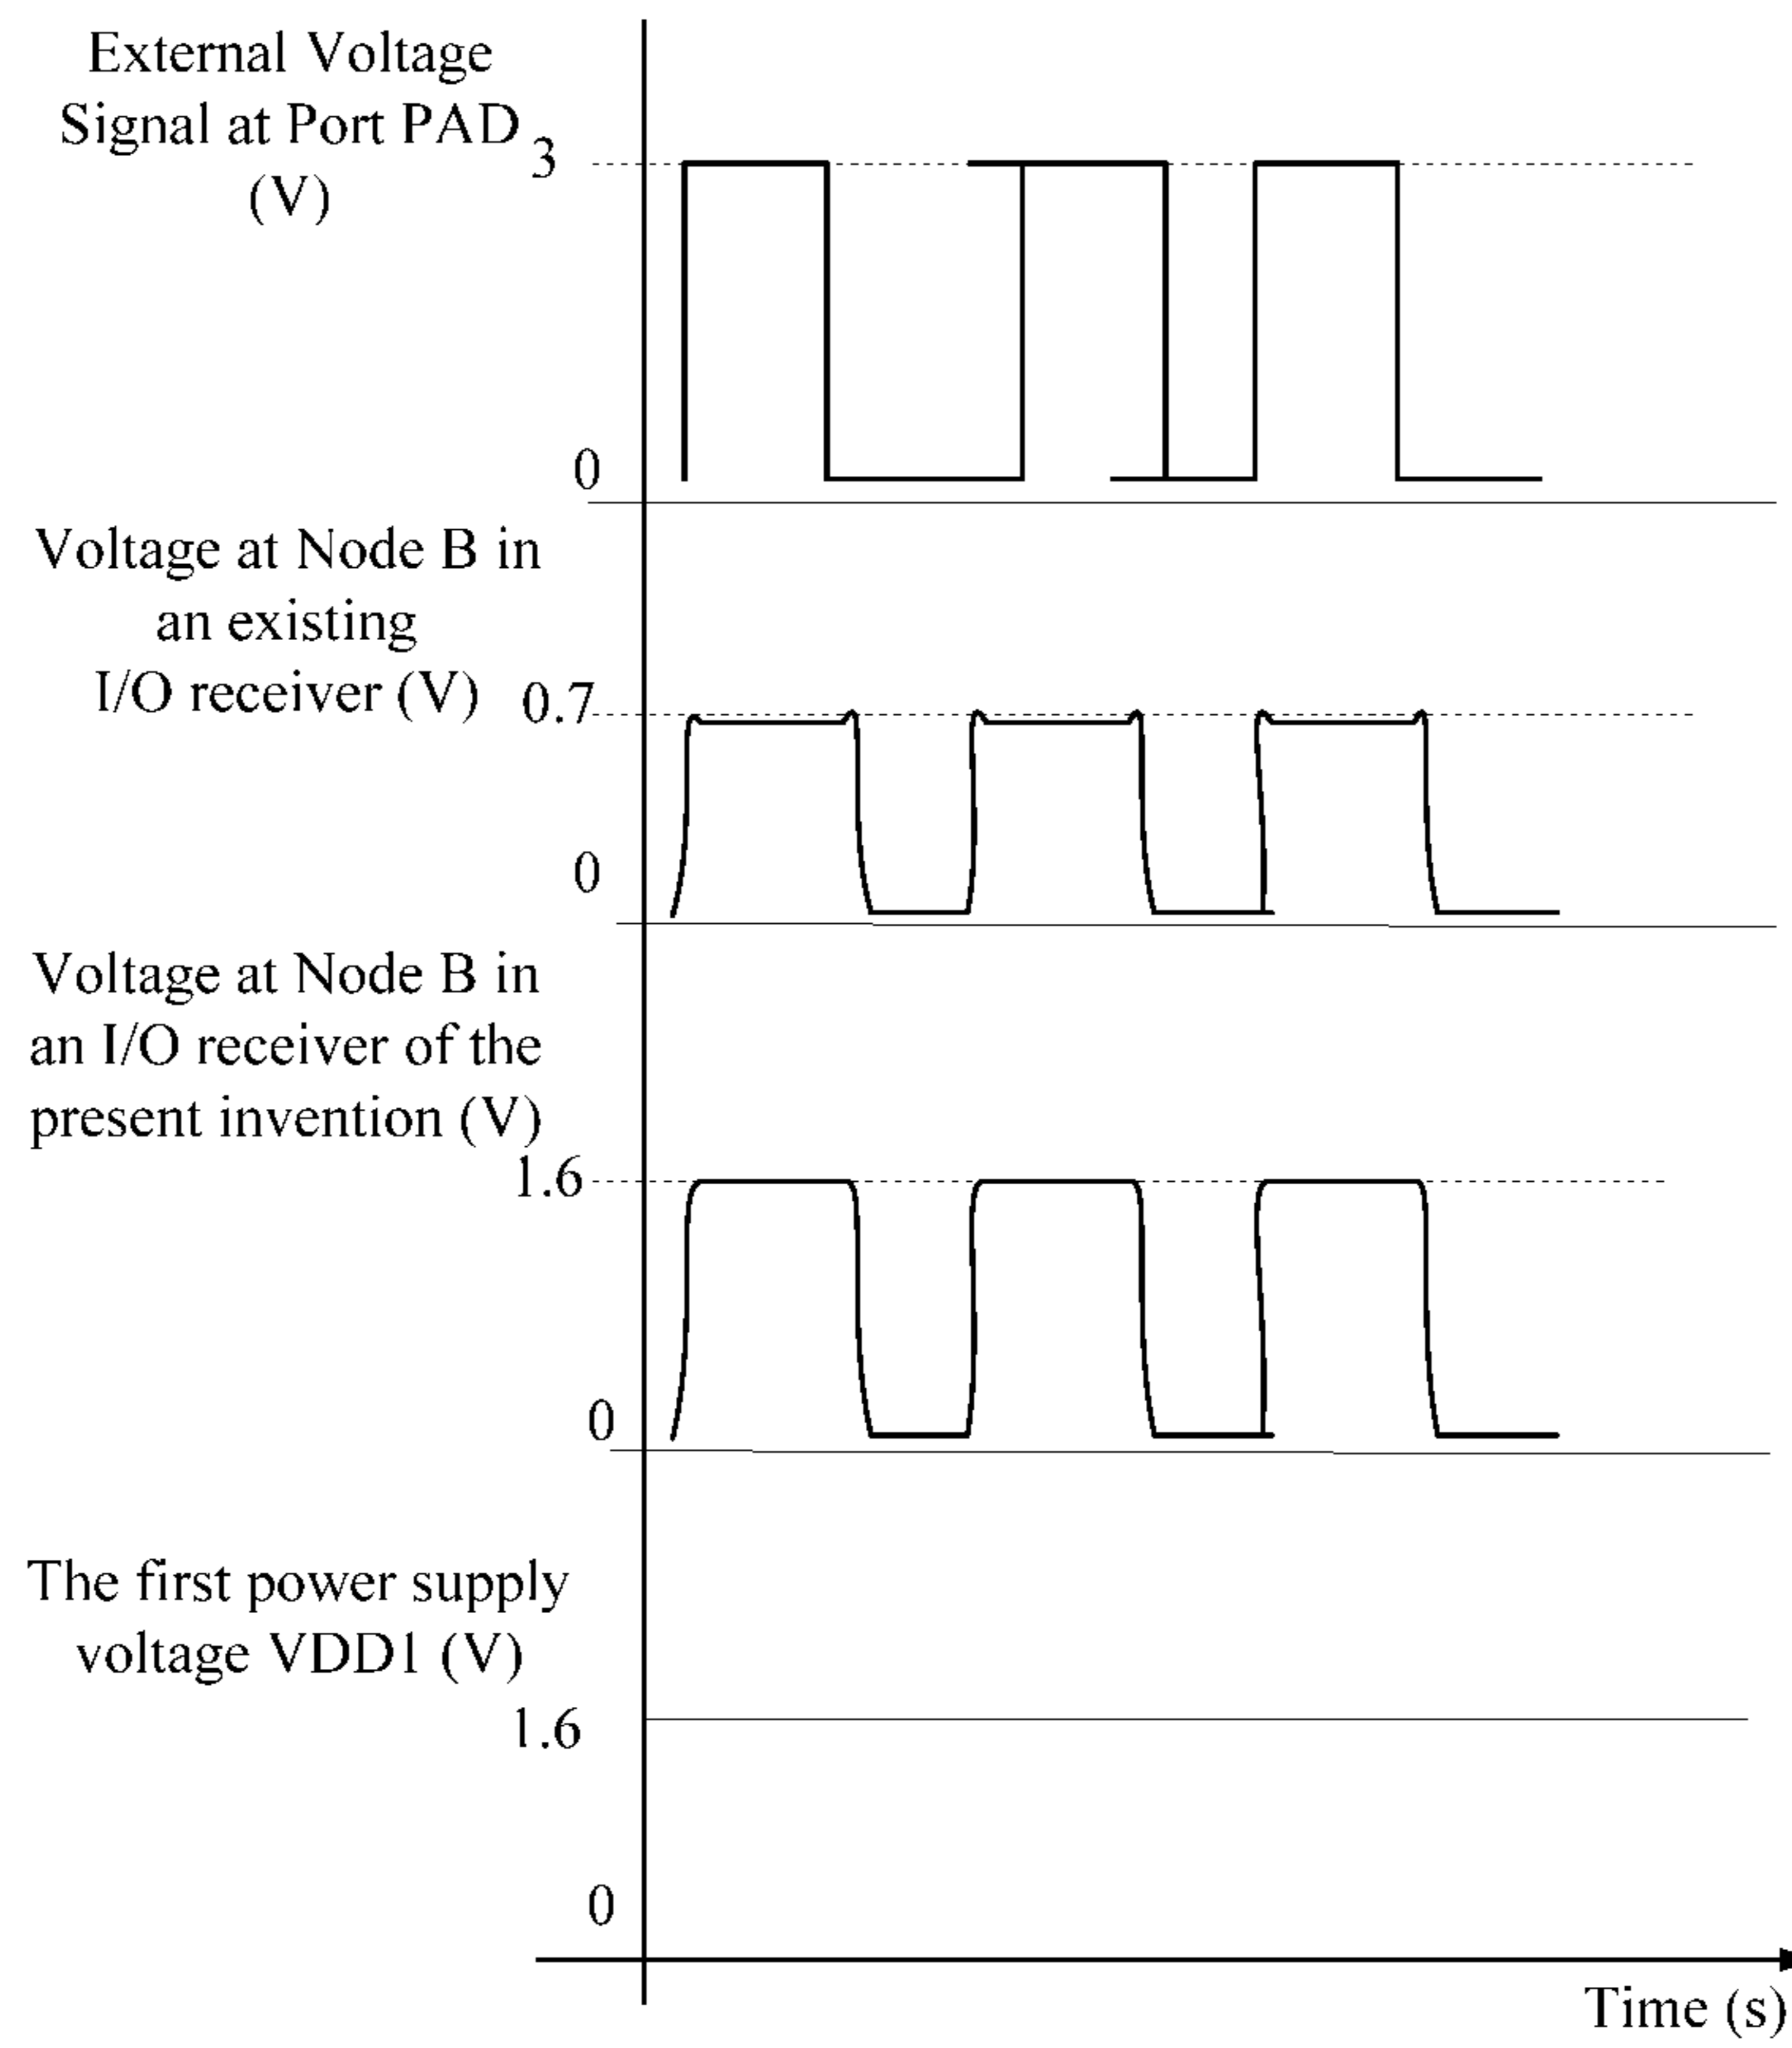 External Voltage
Signal at Port PAD
(V)
3
0
Voltage at Node B in
an existing
I/O receiver (V)
0.7
0
Voltage at Node B in
an I/O receiver of the
present invention (V)
1.6
0
The first power supply
voltage VDD1 (V)
1.6
0
Time (s)